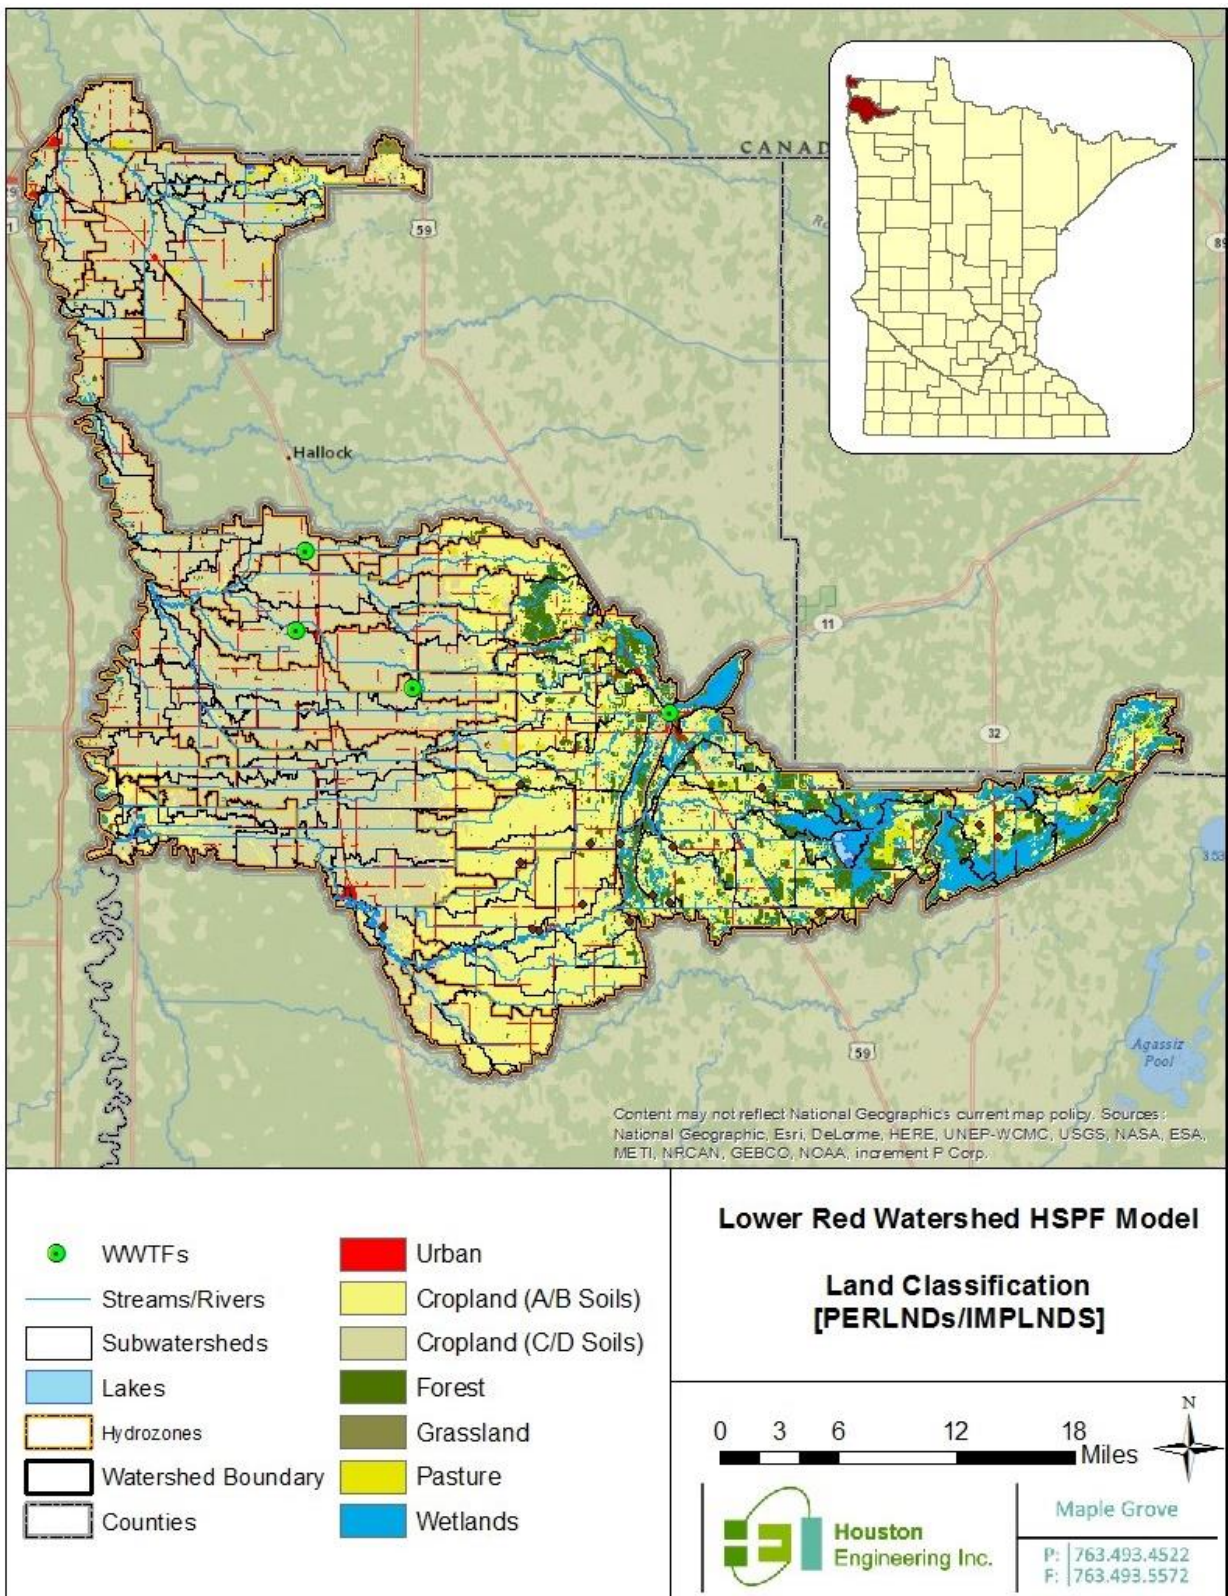 CANAD
59
Hallock
11
32
59
Agassiz
Pool
Content may not reflect National Geographic's current map policy. Sources:
National Geographic, Esri, DeLorme, HERE, UNEP-WCMC, USGS, NASA, ESA,
METI, NRCAN, GEBCO, NOAA, increment P Corp.
WWTFs
Streams/Rivers
Subwatersheds
Lakes
Hydrozones
Watershed Boundary
Counties
Urban
Cropland (A/B Soils)
Cropland (C/D Soils)
Forest
Grassland
Pasture
Wetlands
Lower Red Watershed HSPF Model
Land Classification
[PERLNDs/IMPLNDS]
0 3 6 12 18
Miles
N
Houston
Engineering Inc.
Maple Grove
P: 763.493.4522
F: 763.493.5572